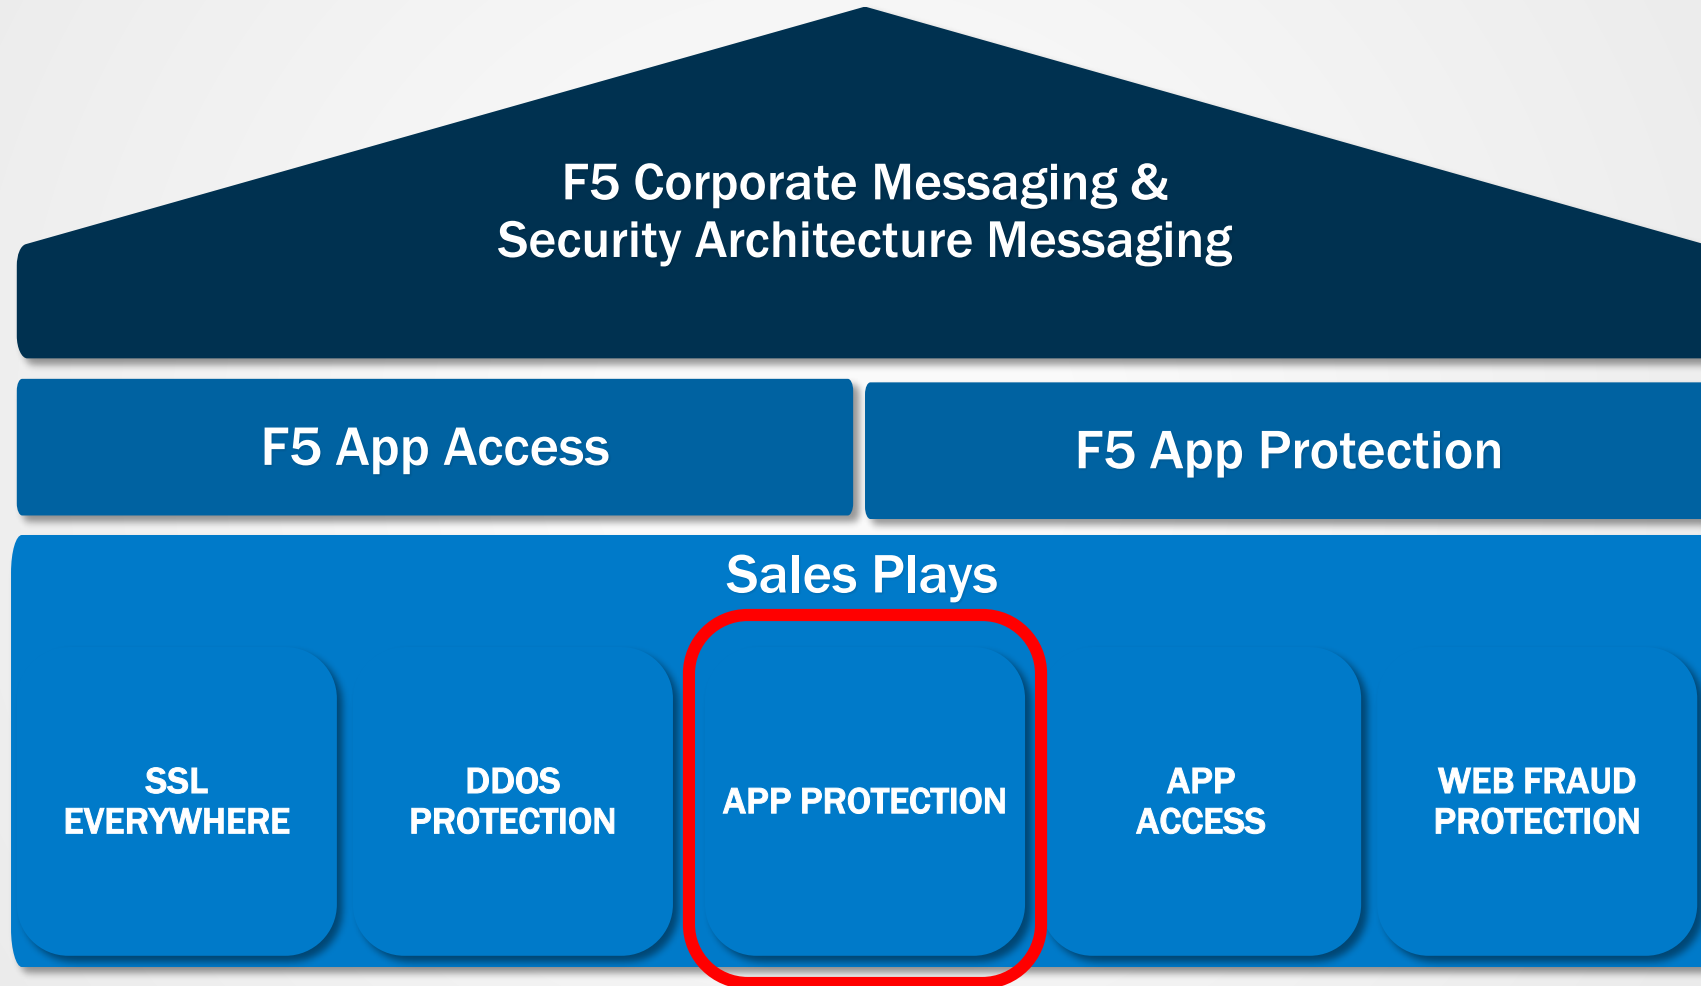 F5 Corporate Messaging &
Security Architecture Messaging
F5 App Access
F5 App Protection
Sales Plays
SSL
EVERYWHERE
DDOS
PROTECTION
APP PROTECTION
APP
ACCESS
WEB FRAUD
PROTECTION